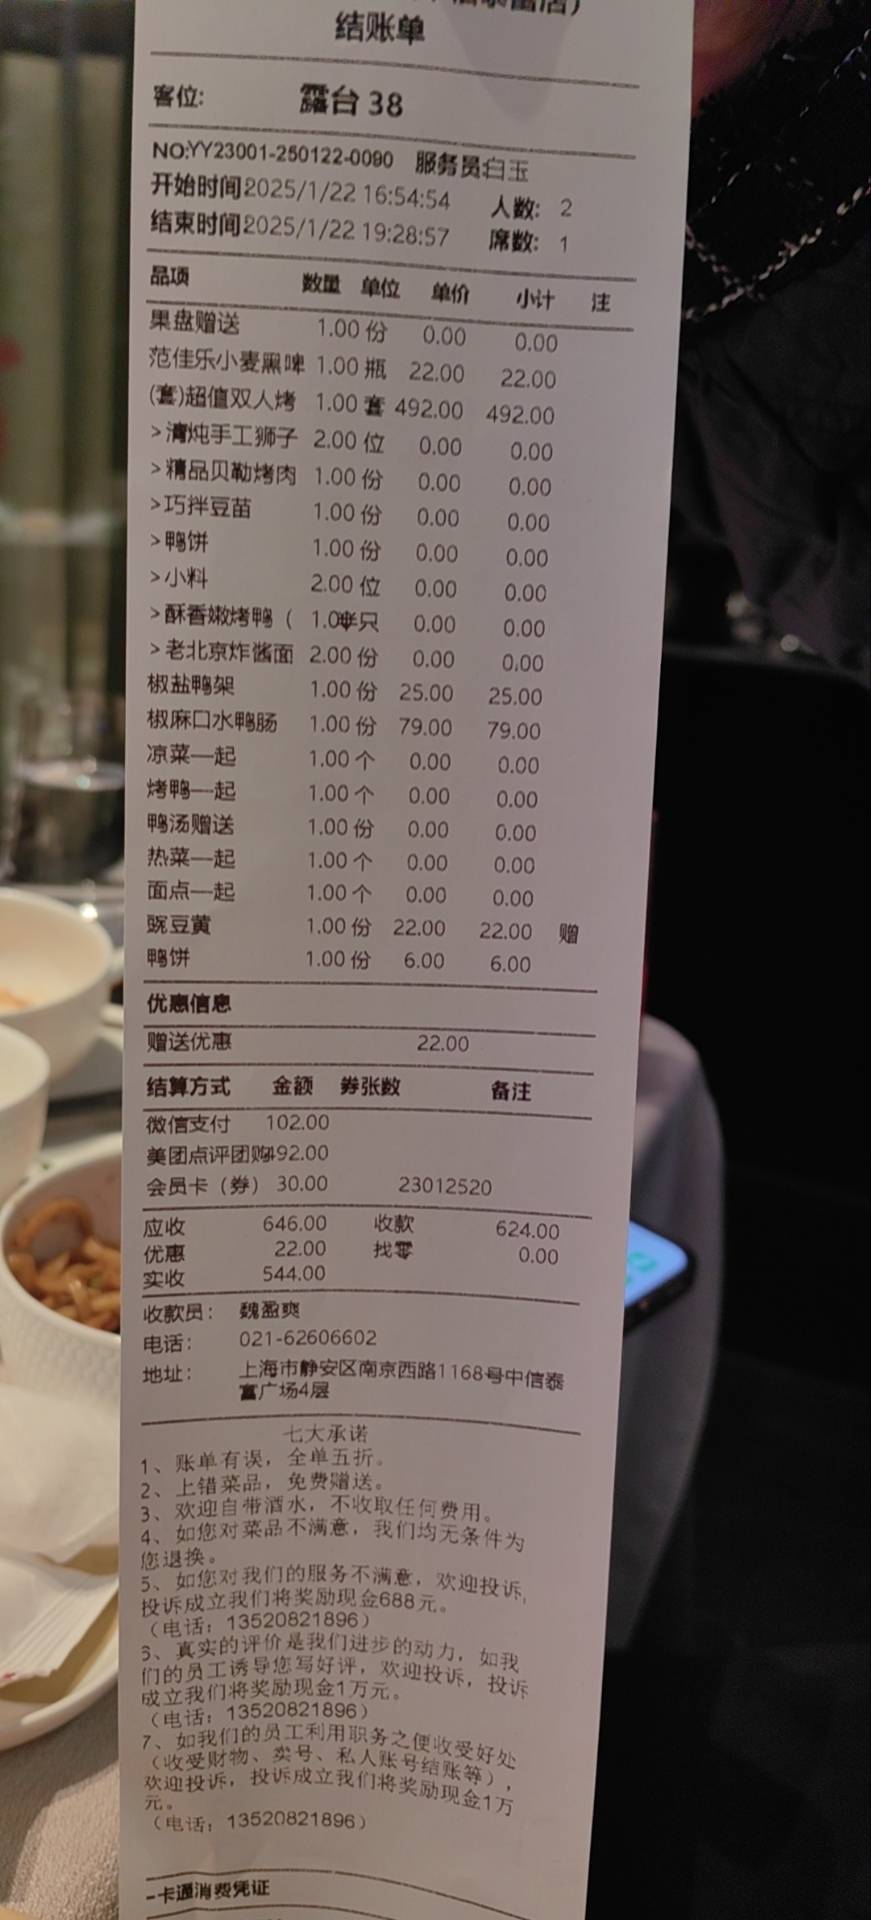 结账单
客位: 露台 38
NO:YY23001-250122-0090 服务员:白玉
开始时间2025/1/22 16:54:54 人数: 2
结束时间2025/1/22 19:28:57 席数: 1
品项 数量 单位 单价 小计 注
果盘赠送 1.00 份 0.00 0.00
范佳乐小麦黑啤 1.00 瓶 22.00 22.00
(套)超值双人烤 1.00 套 492.00 492.00
>清炖手工狮子 2.00 位 0.00 0.00
>精品贝勒烤肉 1.00 份 0.00 0.00
>巧拌豆苗 1.00 份 0.00 0.00
>鸭饼 1.00 份 0.00 0.00
>小料 2.00 位 0.00 0.00
>酥香嫩烤鸭（ 1.0半只 0.00 0.00
>老北京炸酱面 2.00 份 0.00 0.00
椒盐鸭架 1.00 份 25.00 25.00
椒麻口水鸭肠 1.00 份 79.00 79.00
凉菜一起 1.00 个 0.00 0.00
烤鸭一起 1.00 个 0.00 0.00
鸭汤赠送 1.00 份 0.00 0.00
热菜一起 1.00 个 0.00 0.00
面点一起 1.00 个 0.00 0.00
豌豆黄 1.00 份 22.00 22.00 赠
鸭饼 1.00 份 6.00 6.00
优惠信息
赠送优惠 22.00
结算方式 金额 券张数 备注
微信支付 102.00
美团点评团购492.00
会员卡（券） 30.00 23012520
应收 646.00 收款 624.00
优惠 22.00 找零 0.00
实收 544.00
收款员: 魏盈爽
电话: 021-62606602
地址: 上海市静安区南京西路1168号中信泰
富广场4层
七大承诺
1、账单有误，全单五折。
2、上错菜品，免费赠送。
3、欢迎自带酒水，不收取任何费用。
4、如您对菜品不满意，我们均无条件为
您退换。
5、如您对我们的服务不满意，欢迎投诉,
投诉成立我们将奖励现金688元。
（电话：13520821896）
6、真实的评价是我们进步的动力，如我
们的员工诱导您写好评，欢迎投诉，投诉
成立我们将奖励现金1万元。
（电话：13520821896）
7、如我们的员工利用职务之便收受好处
（收受财物、卖号、私人账号结账等），
欢迎投诉，投诉成立我们将奖励现金1万
元。
（电话：13520821896）
一卡通消费凭证